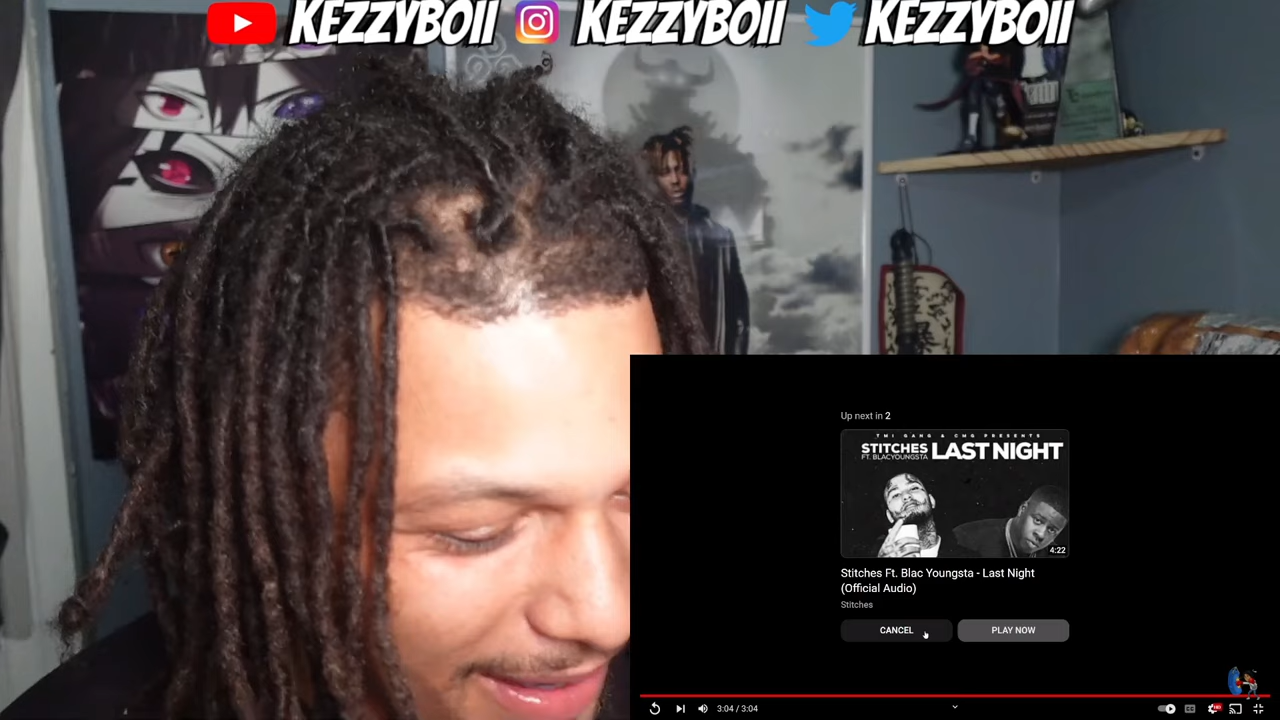 KEZZYBOII KEZZYBOII KEZZYBOII
Up next in 2
TMI GANG & CMG PRESENTS
STITCHES LAST NIGHT
FT. BLACYOUNGSTA
4:22
Stitches Ft. Blac Youngsta - Last Night
(Official Audio)
Stitches
CANCEL PLAY NOW
3:04 / 3:04